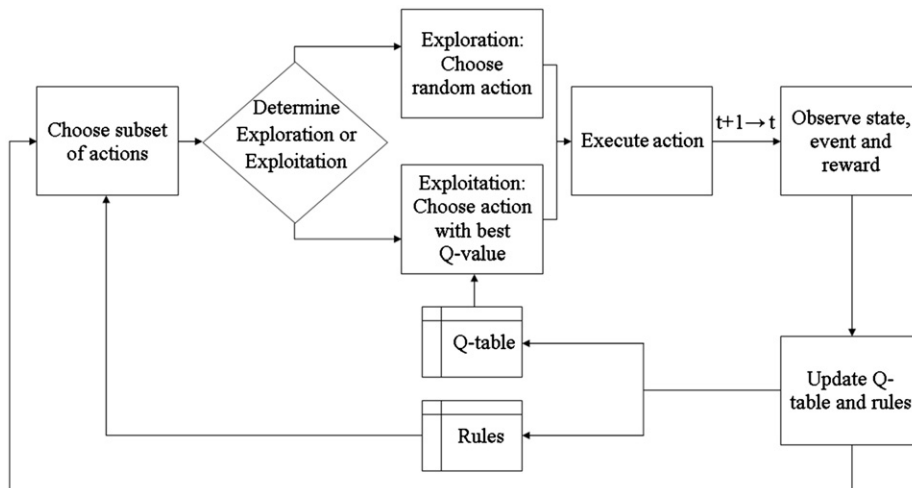 Choose subset
of actions
Determine
Exploration or
Exploitation
Exploration:
Choose
random action
Exploitation:
Choose action
with best
Q-value
Execute action
t+1→t
Observe state,
event and
reward
Q-table
Rules
Update Q-
table and rules